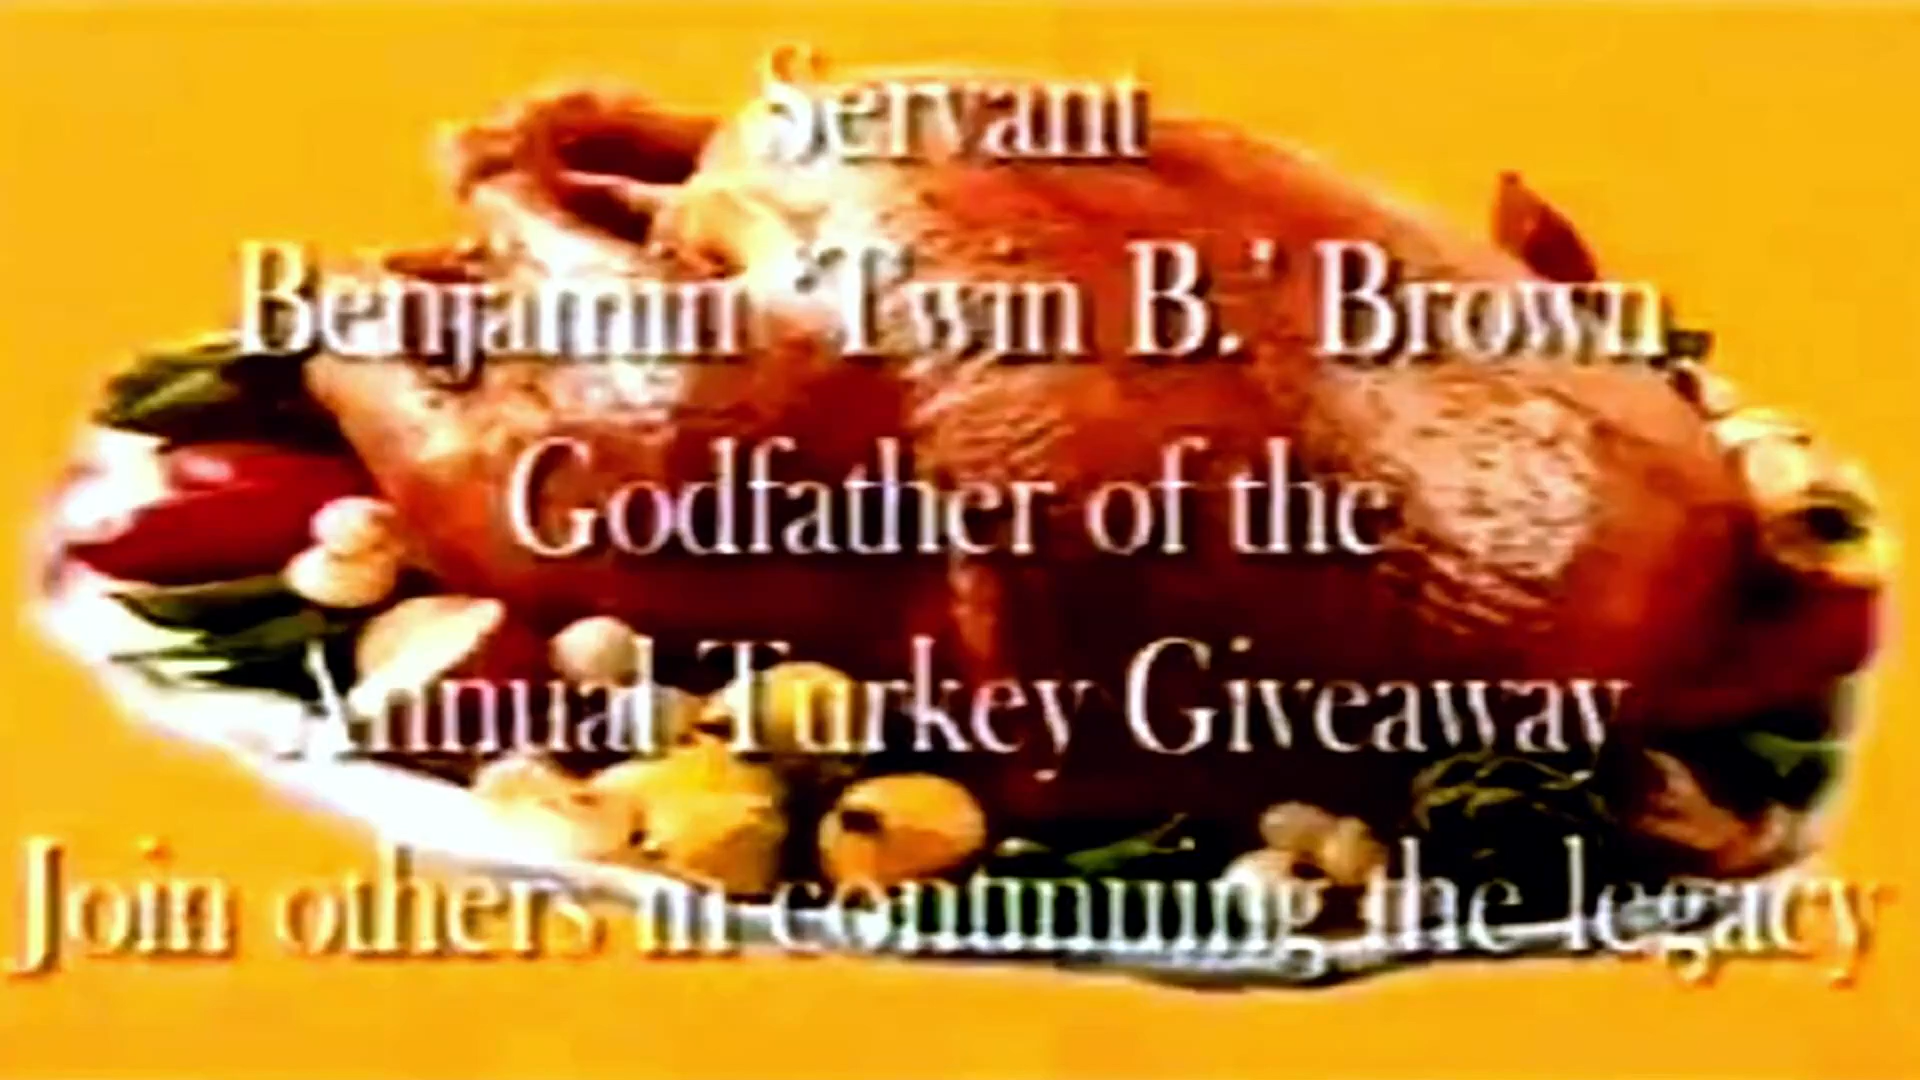 Servant
Benjamin 'Twin B.' Brown
Godfather of the
Annual Turkey Giveaway
Join others in continuing the legacy